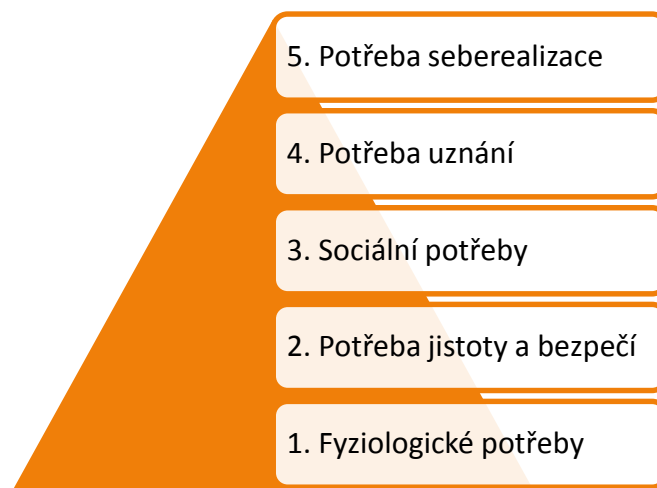 5. Potřeba seberealizace
4. Potřeba uznání
3. Sociální potřeby
2. Potřeba jistoty a bezpečí
1. Fyziologické potřeby